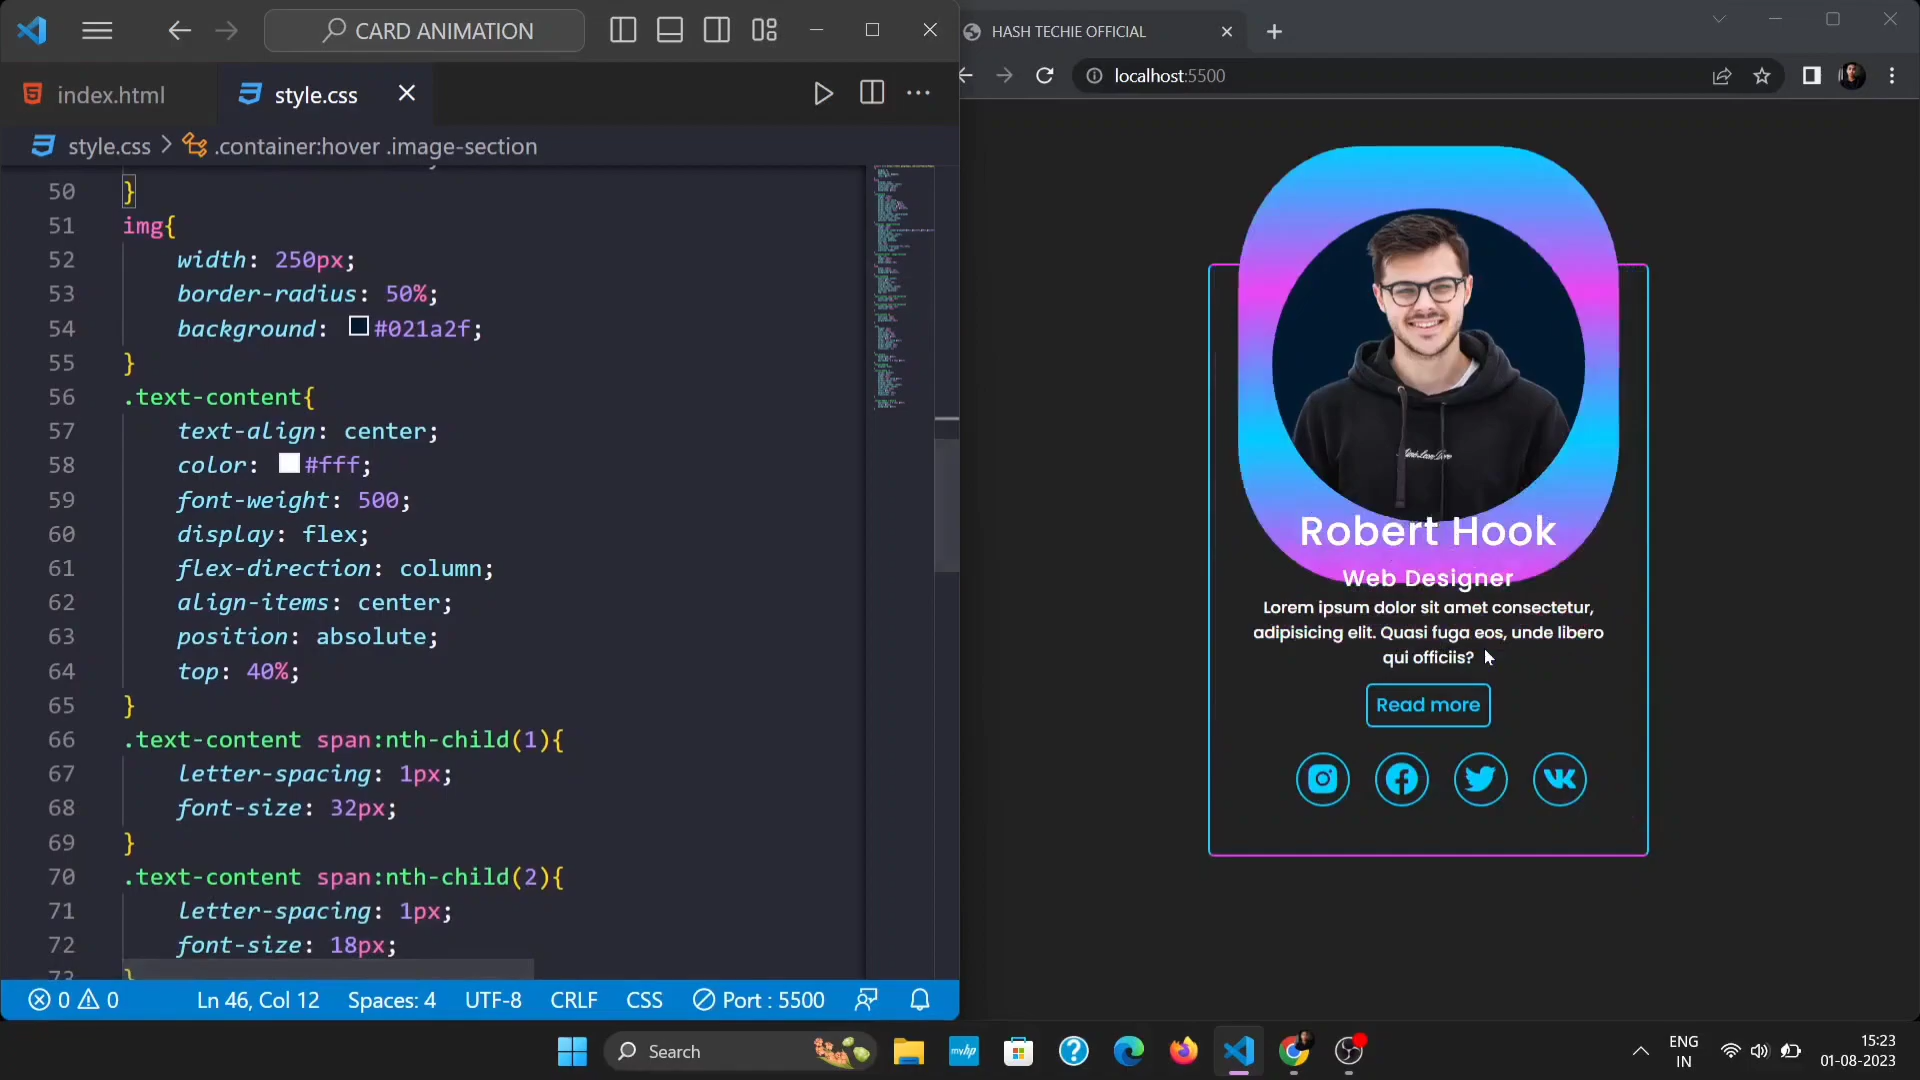 CARD ANIMATION
index.html
style.css
style.css > .container:hover .image-section
50 }
51 img{
52 width: 250px;
53 border-radius: 50%;
54 background: #021a2f;
55 }
56 .text-content{
57 text-align: center;
58 color: #fff;
59 font-weight: 500;
60 display: flex;
61 flex-direction: column;
62 align-items: center;
63 position: absolute;
64 top: 40%;
65 }
66 .text-content span:nth-child(1){
67 letter-spacing: 1px;
68 font-size: 32px;
69 }
70 .text-content span:nth-child(2){
71 letter-spacing: 1px;
72 font-size: 18px;
73 }
0 0 Ln 46, Col 12 Spaces: 4 UTF-8 CRLF CSS Port : 5500
HASH TECHIE OFFICIAL
localhost:5500
Robert Hook
Web Designer
Lorem ipsum dolor sit amet consectetur,
adipisicing elit. Quasi fuga eos, unde libero
qui officiis?
Read more
Search
myhp
ENG
IN
15:23
01-08-2023